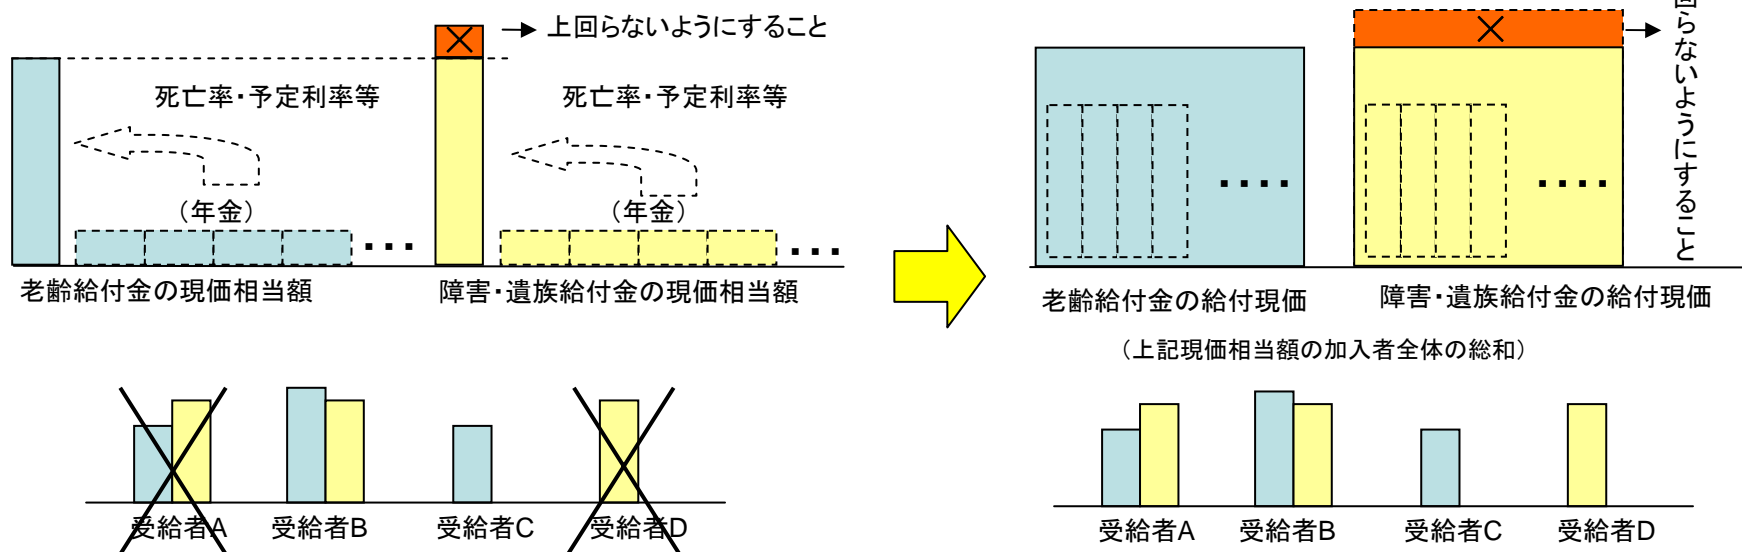 上回らないようにすること
死亡率・予定利率等
死亡率・予定利率等
（年金）
（年金）
・・・
・・・
老齢給付金の現価相当額
障害・遺族給付金の現価相当額
受給者A
受給者B
受給者C
受給者D
回らないようにすること
・・・・
・・・・
老齢給付金の給付現価
障害・遺族給付金の給付現価
（上記現価相当額の加入者全体の総和）
受給者A
受給者B
受給者C
受給者D